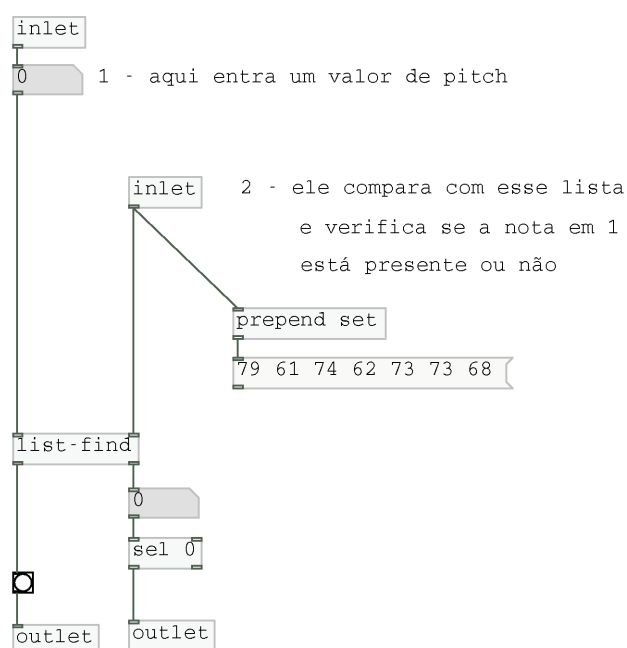 inlet
0
1 - aqui entra um valor de pitch
inlet
2 - ele compara com esse lista
e verifica se a nota em 1
está presente ou não
prepend set
79 61 74 62 73 73 68
list-find
0
sel 0
outlet
outlet